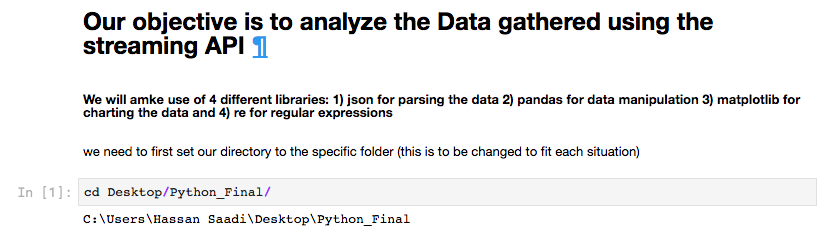 Our objective is to analyze the Data gathered using the
streaming API ¶
We will amke use of 4 different libraries: 1) json for parsing the data 2) pandas for data manipulation 3) matplotlib for
charting the data and 4) re for regular expressions
we need to first set our directory to the specific folder (this is to be changed to fit each situation)
In [1]: cd Desktop/Python_Final/
C:\Users\Hassan Saadi\Desktop\Python_Final